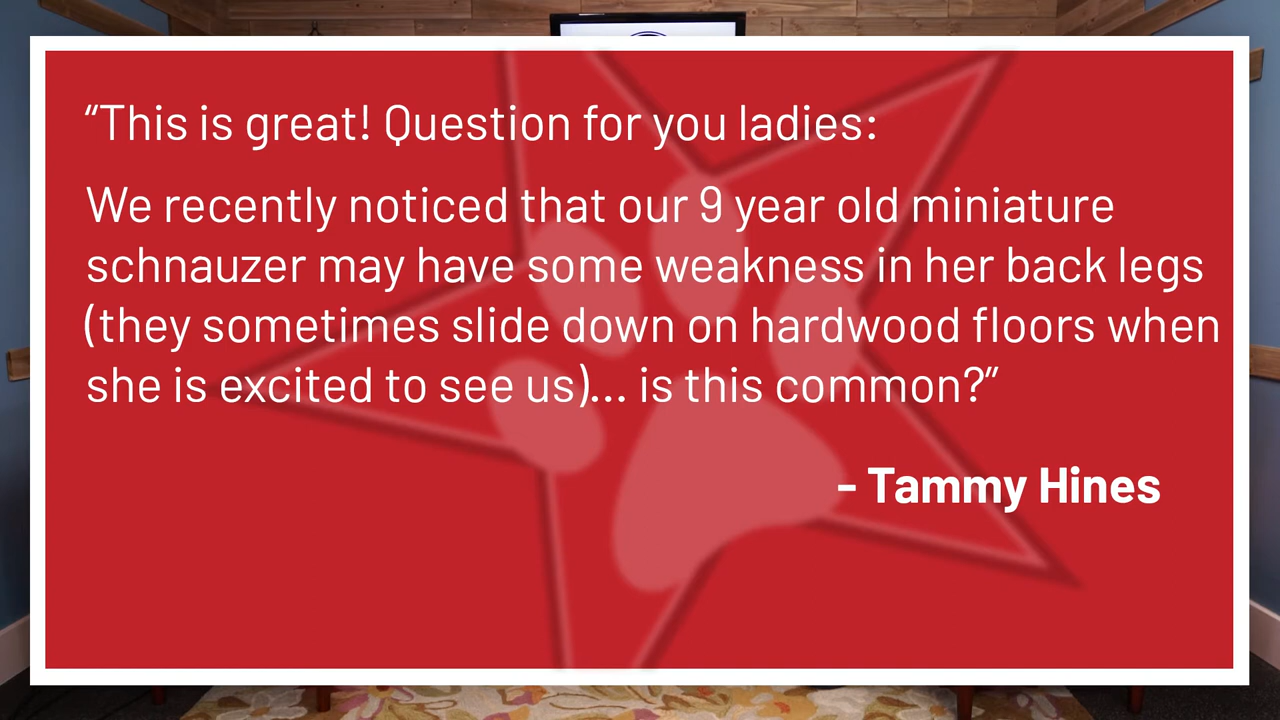 “This is great! Question for you ladies:
We recently noticed that our 9 year old miniature
schnauzer may have some weakness in her back legs
(they sometimes slide down on hardwood floors when
she is excited to see us)... is this common?”
- Tammy Hines